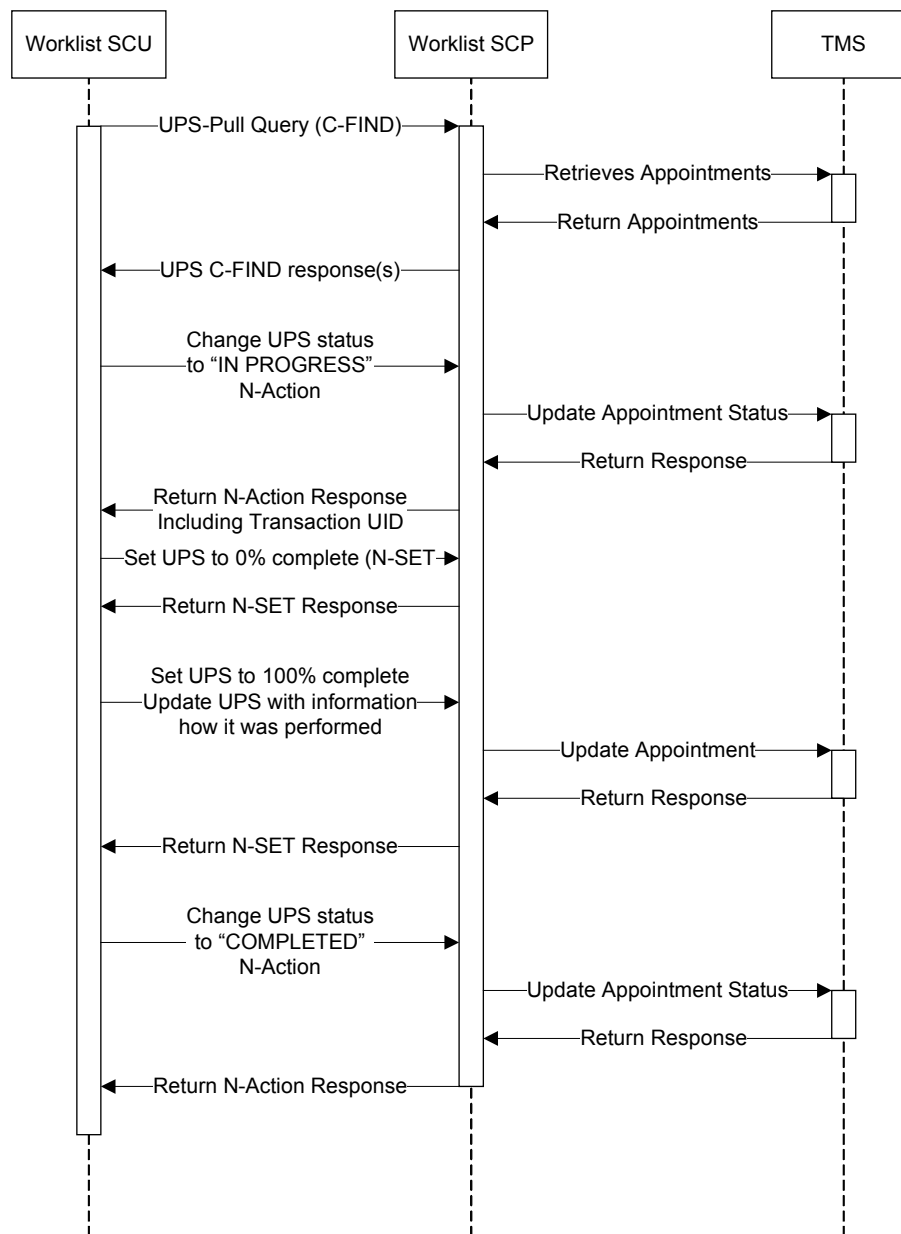 Worklist SCU
Worklist SCP
TMS
UPS-Pull Query (C-FIND)
Retrieves Appointments
Return Appointments
UPS C-FIND response(s)
Change UPS status
to “IN PROGRESS”
N-Action
Update Appointment Status
Return Response
Return N-Action Response
Including Transaction UID
Set UPS to 0% complete (N-SET
Return N-SET Response
Set UPS to 100% complete
Update UPS with information
how it was performed
Update Appointment
Return Response
Return N-SET Response
Change UPS status
to “COMPLETED”
N-Action
Update Appointment Status
Return Response
Return N-Action Response